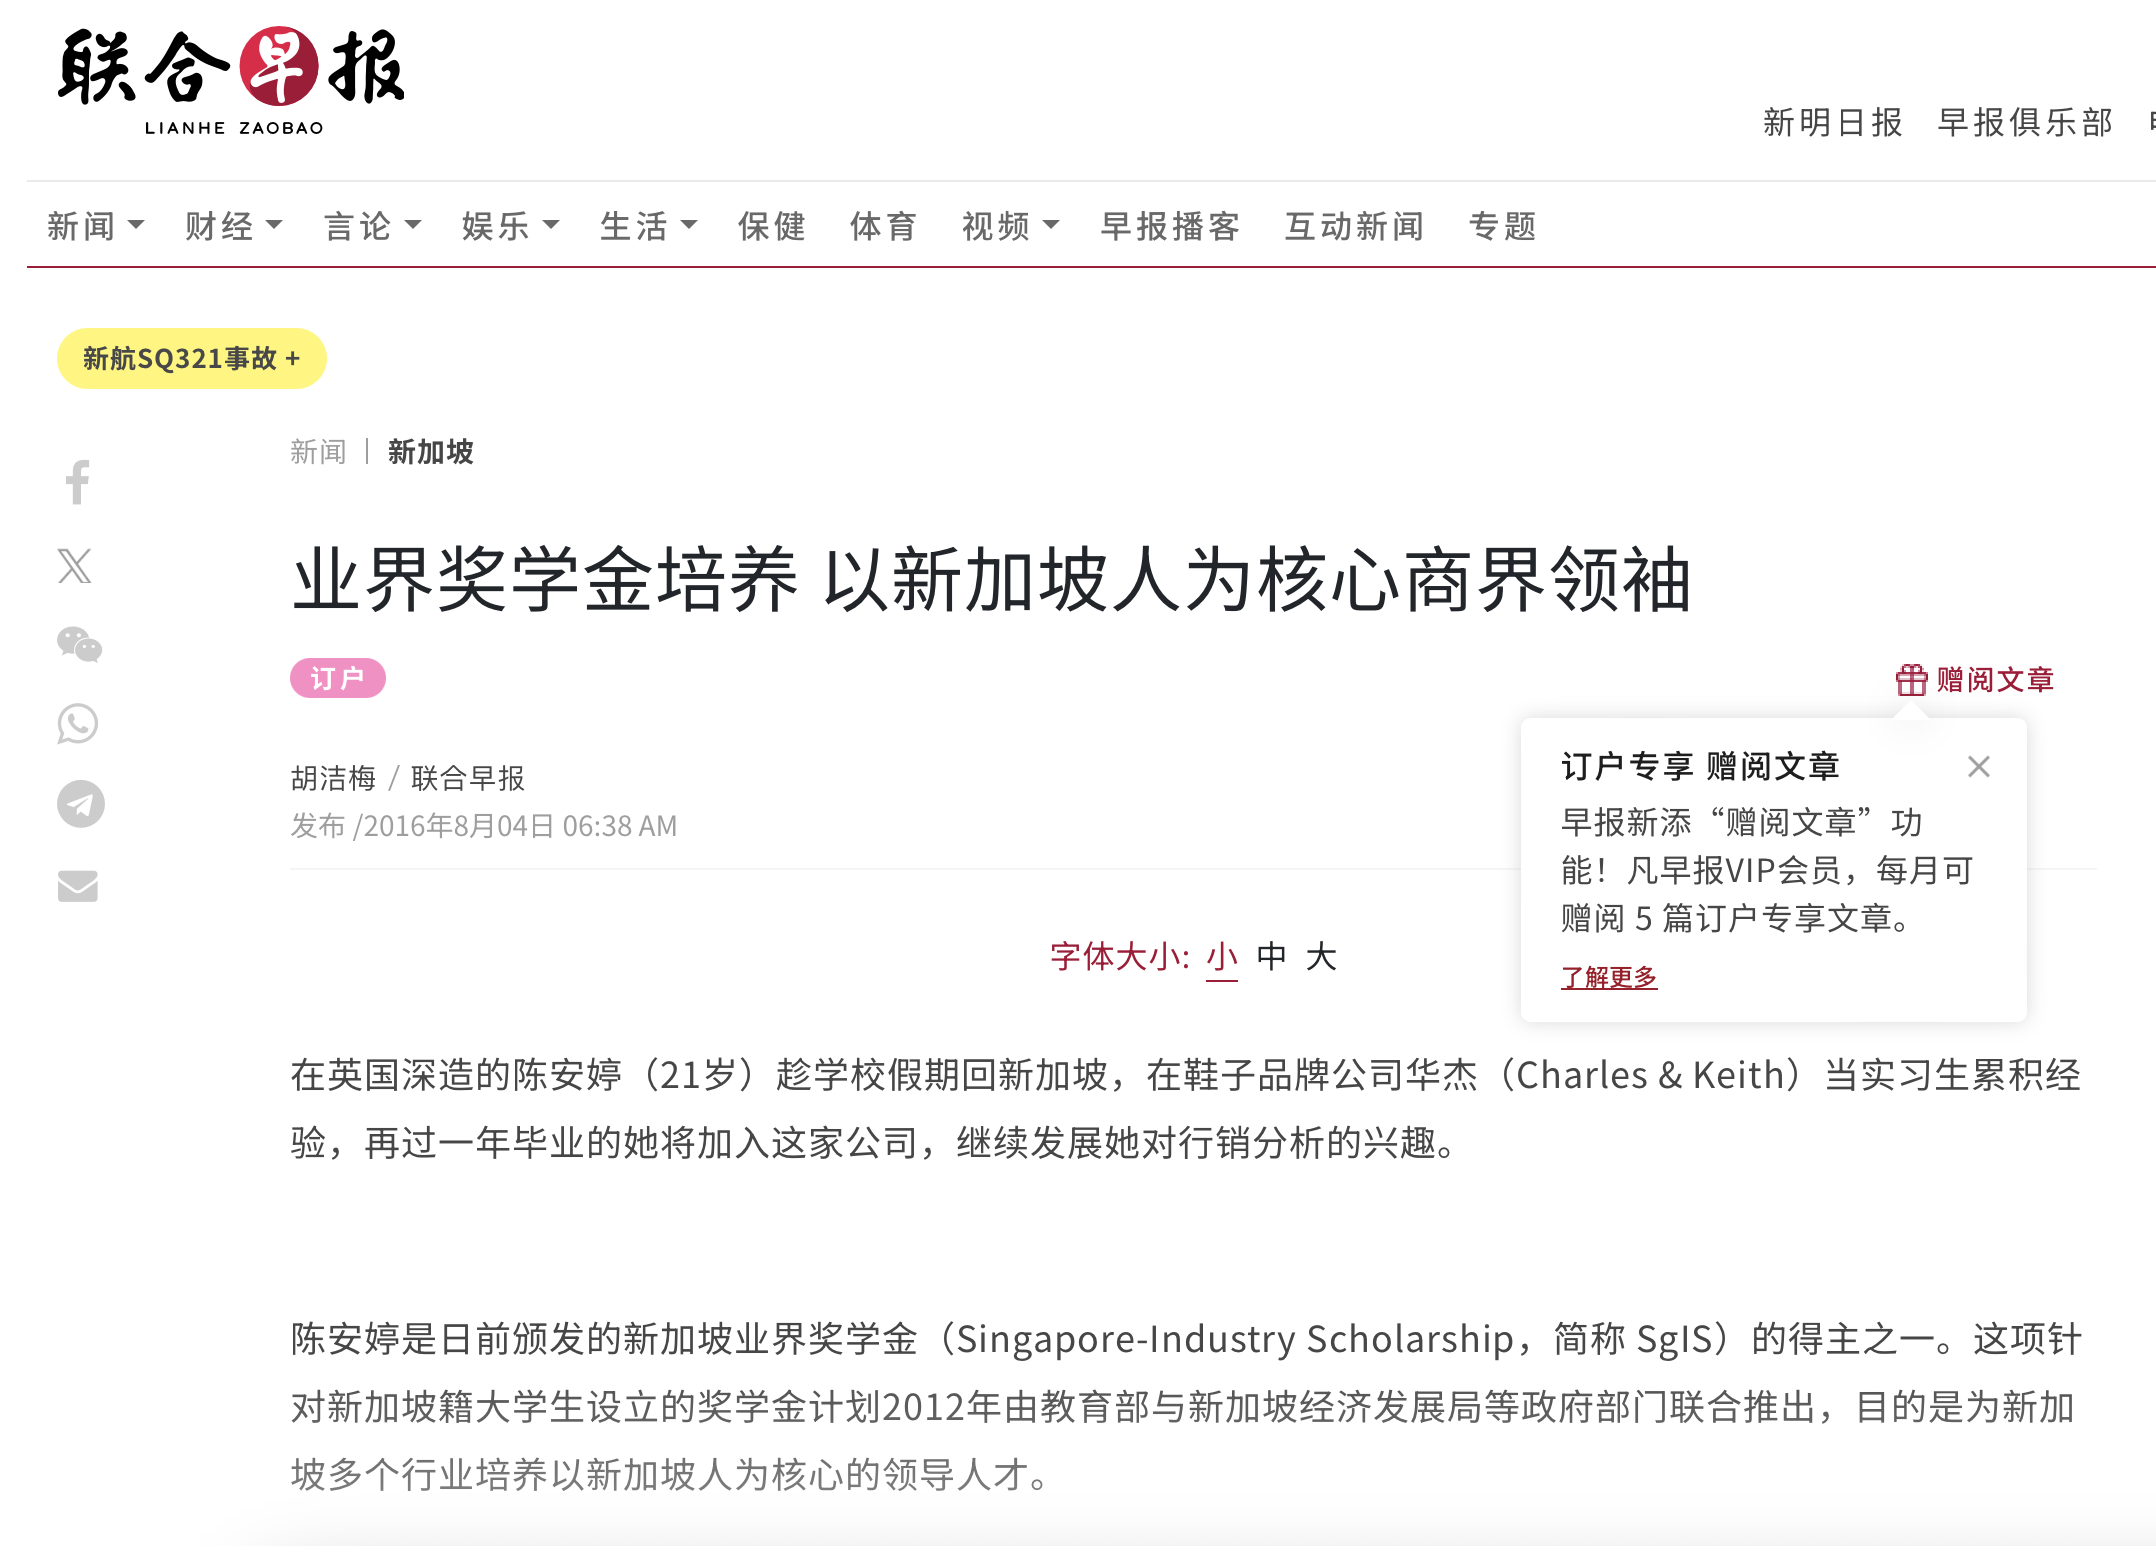 联合早报
LIANHE ZAOBAO
新明日报 早报俱乐部
新闻 财经 言论 娱乐 生活 保健 体育 视频 早报播客 互动新闻 专题
新航SQ321事故 +
新闻 | 新加坡
业界奖学金培养 以新加坡人为核心商界领袖
订户
赠阅文章
订户专享 赠阅文章
早报新添“赠阅文章”功
能！凡早报VIP会员，每月可
赠阅 5 篇订户专享文章。
了解更多
胡洁梅 / 联合早报
发布 /2016年8月04日 06:38 AM
字体大小: 小 中 大
在英国深造的陈安婷（21岁）趁学校假期回新加坡，在鞋子品牌公司华杰（Charles & Keith）当实习生累积经
验，再过一年毕业的她将加入这家公司，继续发展她对行销分析的兴趣。
陈安婷是日前颁发的新加坡业界奖学金（Singapore-Industry Scholarship，简称 SgIS）的得主之一。这项针
对新加坡籍大学生设立的奖学金计划2012年由教育部与新加坡经济发展局等政府部门联合推出，目的是为新加
坡多个行业培养以新加坡人为核心的领导人才。